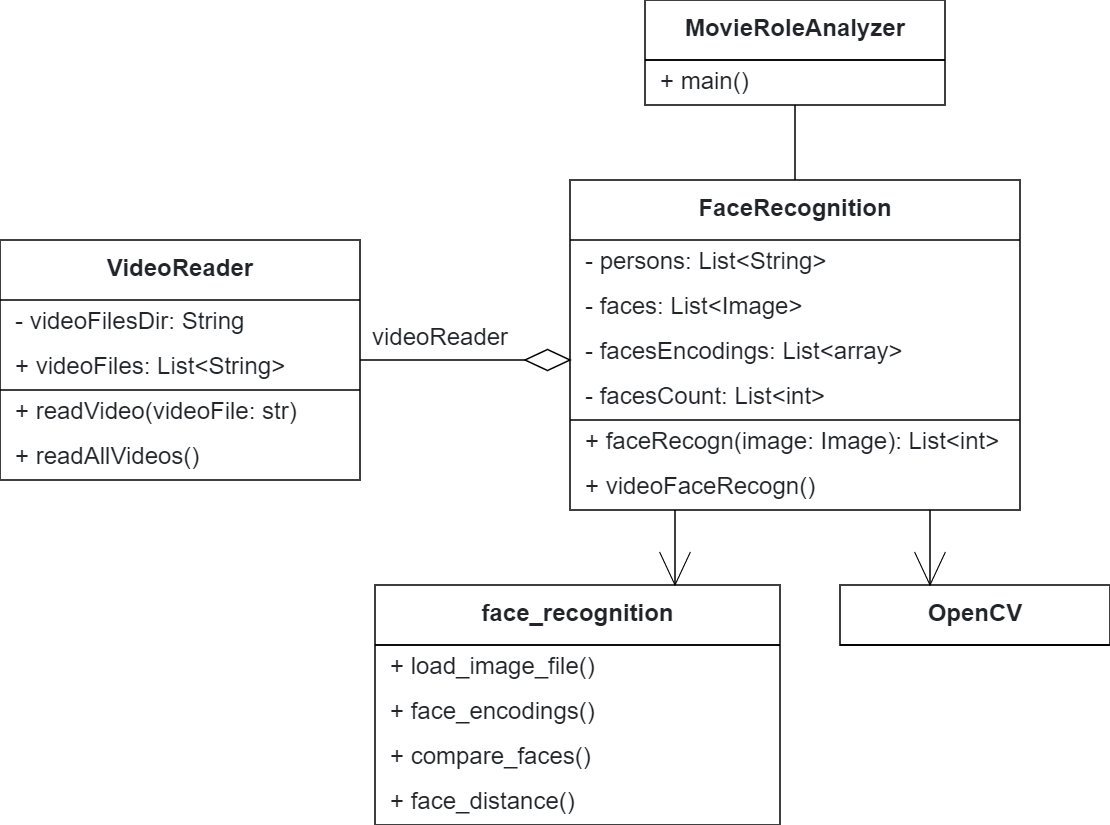 MovieRoleAnalyzer
+ main()
FaceRecognition
- persons: List<String>
- faces: List<Image>
- facesEncodings: List<array>
- facesCount: List<int>
+ faceRecogn(image: Image): List<int>
+ videoFaceRecogn()
VideoReader
- videoFilesDir: String
+ videoFiles: List<String>
+ readVideo(videoFile: str)
+ readAllVideos()
videoReader
face_recognition
+ load_image_file()
+ face_encodings()
+ compare_faces()
+ face_distance()
OpenCV